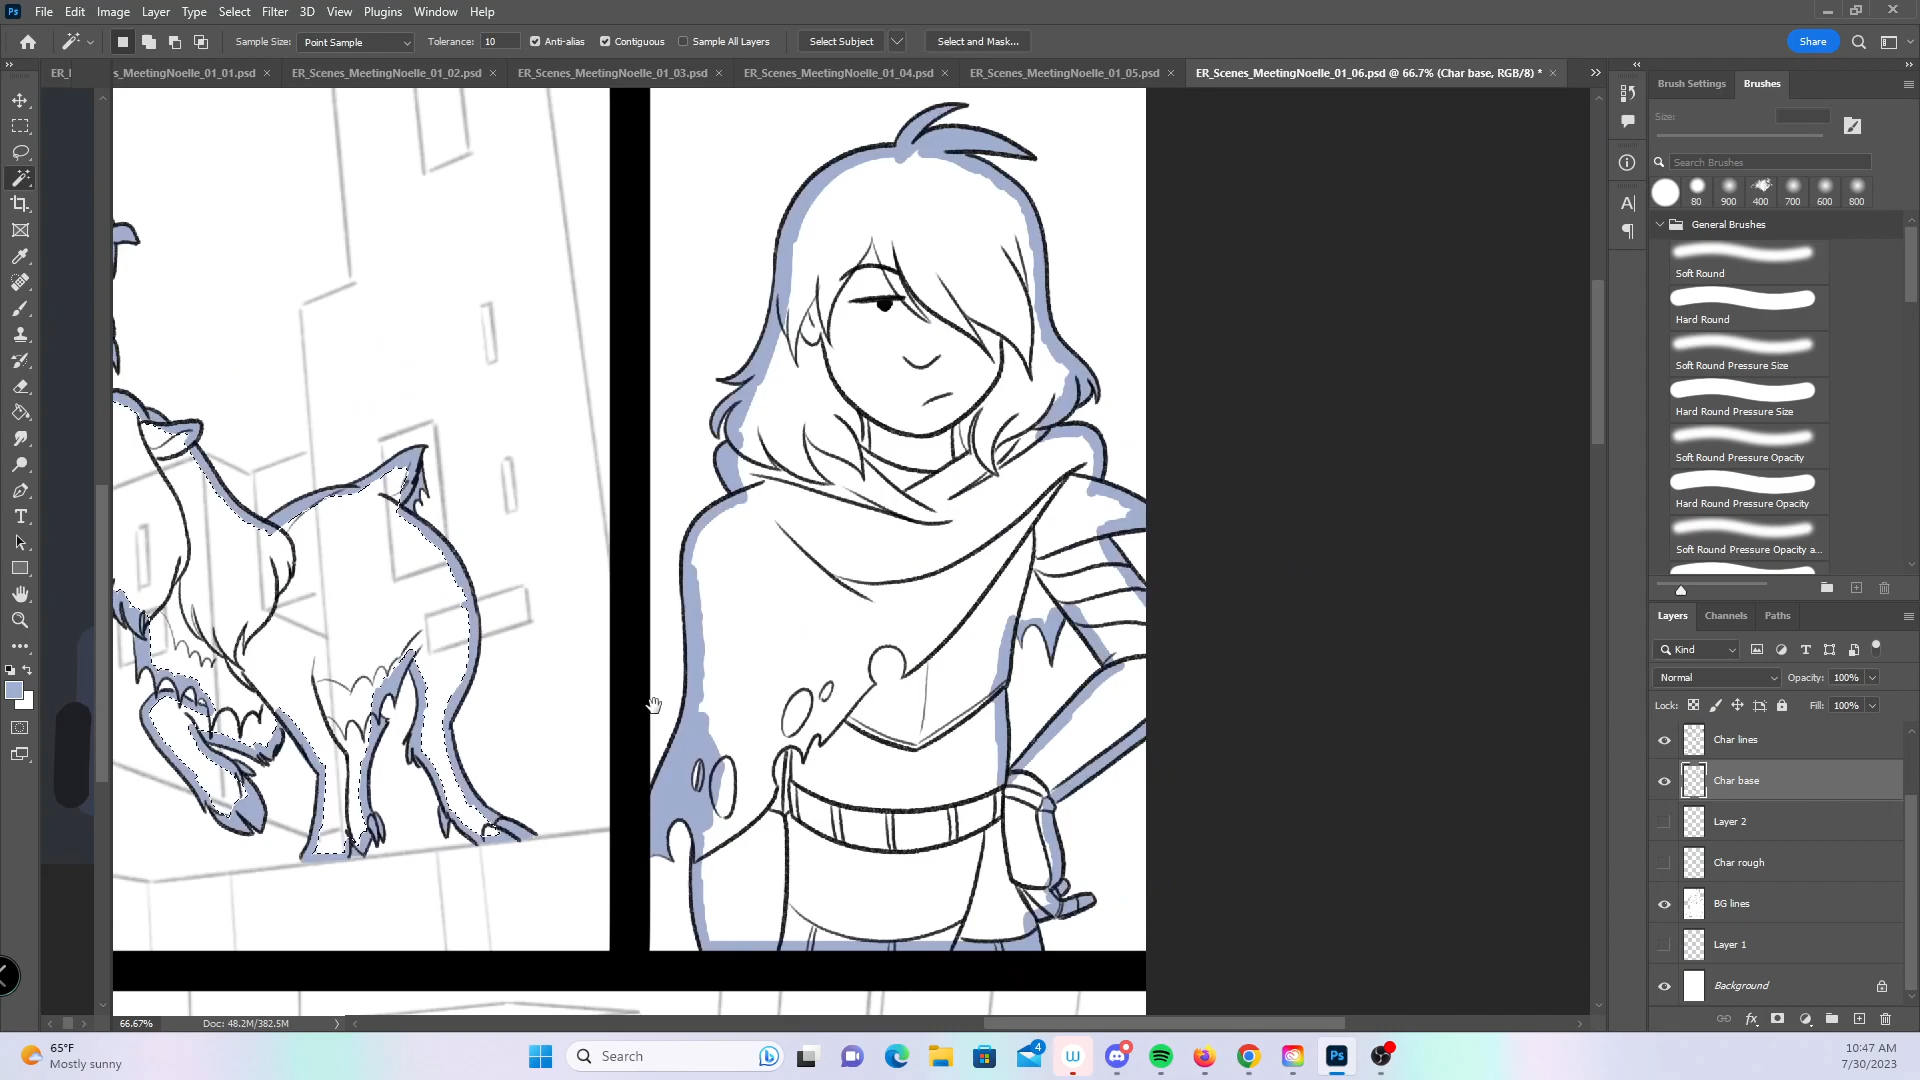 Ps File Edit Image Layer Type Select Filter 3D View Plugins Window Help
Sample Size: Point Sample Tolerance: 10 Anti-alias Contiguous Sample All Layers Select Subject Select and Mask... Share
s_MeetingNoelle_01_01.psd × ER_Scenes_MeetingNoelle_01_02.psd × ER_Scenes_MeetingNoelle_01_03.psd × ER_Scenes_MeetingNoelle_01_04.psd × ER_Scenes_MeetingNoelle_01_05.psd × ER_Scenes_MeetingNoelle_01_06.psd @ 66.7% (Char base, RGB/8) * ×
Brush Settings Brushes
Size:
Search Brushes
80 900 400 700 600 800
General Brushes
Soft Round
Hard Round
Soft Round Pressure Size
Hard Round Pressure Size
Soft Round Pressure Opacity
Hard Round Pressure Opacity
Soft Round Pressure Opacity a...
Layers Channels Paths
Kind
Normal Opacity: 100%
Lock: Fill: 100%
Char lines
Char base
Layer 2
Char rough
BG lines
Layer 1
Background
66.67% Doc: 48.2M/382.5M
65°F
Mostly sunny
Search
4
Ps
10:47 AM
7/30/2023